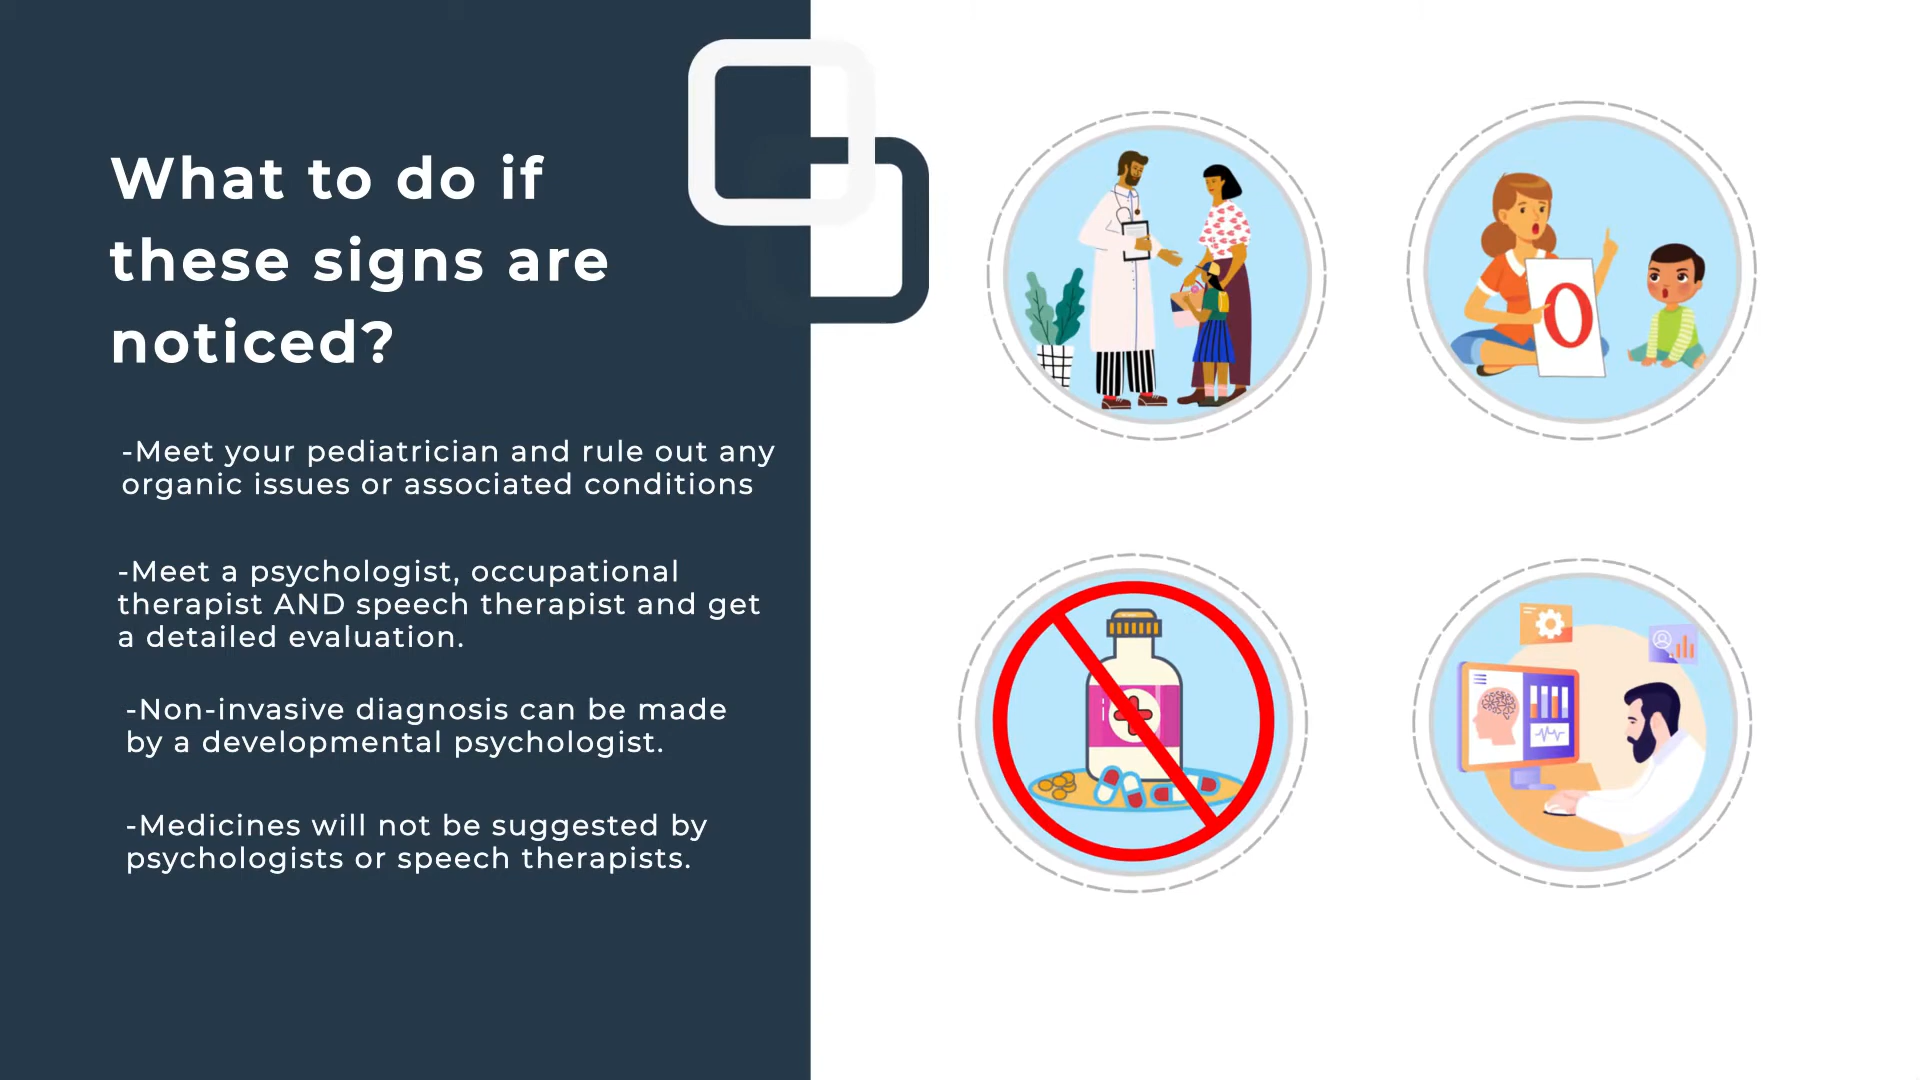 What to do if
these signs are
noticed?
-Meet your pediatrician and rule out any
organic issues or associated conditions
-Meet a psychologist, occupational
therapist AND speech therapist and get
a detailed evaluation.
-Non-invasive diagnosis can be made
by a developmental psychologist.
-Medicines will not be suggested by
psychologists or speech therapists.
O